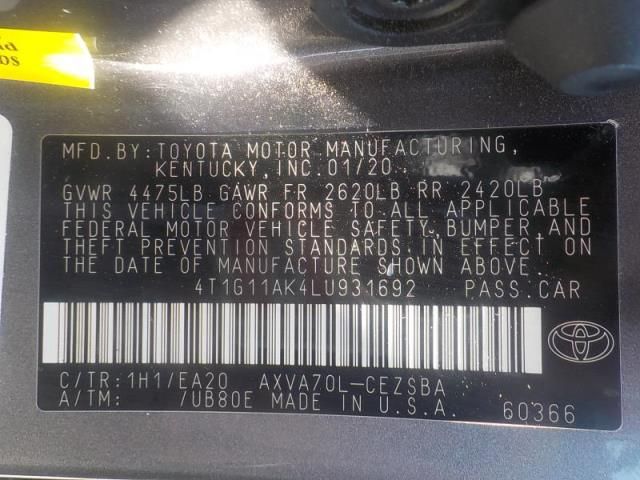 MFD.BY:TOYOTA MOTOR MANUFACTURING,
KENTUCKY,INC.01/20
GVWR 4475LB GAWR FR 2620LB RR 2420LB
THIS VEHICLE CONFORMS TO ALL APPLICABLE
FEDERAL MOTOR VEHICLE SAFETY,BUMPER,AND
THEFT PREVENTION STANDARDS IN EFFECT ON
THE DATE OF MANUFACTURE SHOWN ABOVE.
4T1G11AK4LU931692 PASS.CAR
C/TR:1H1/EA20 AXVA70L-CEZSBA
A/TM: /UB80E MADE IN U.S.A. 60366